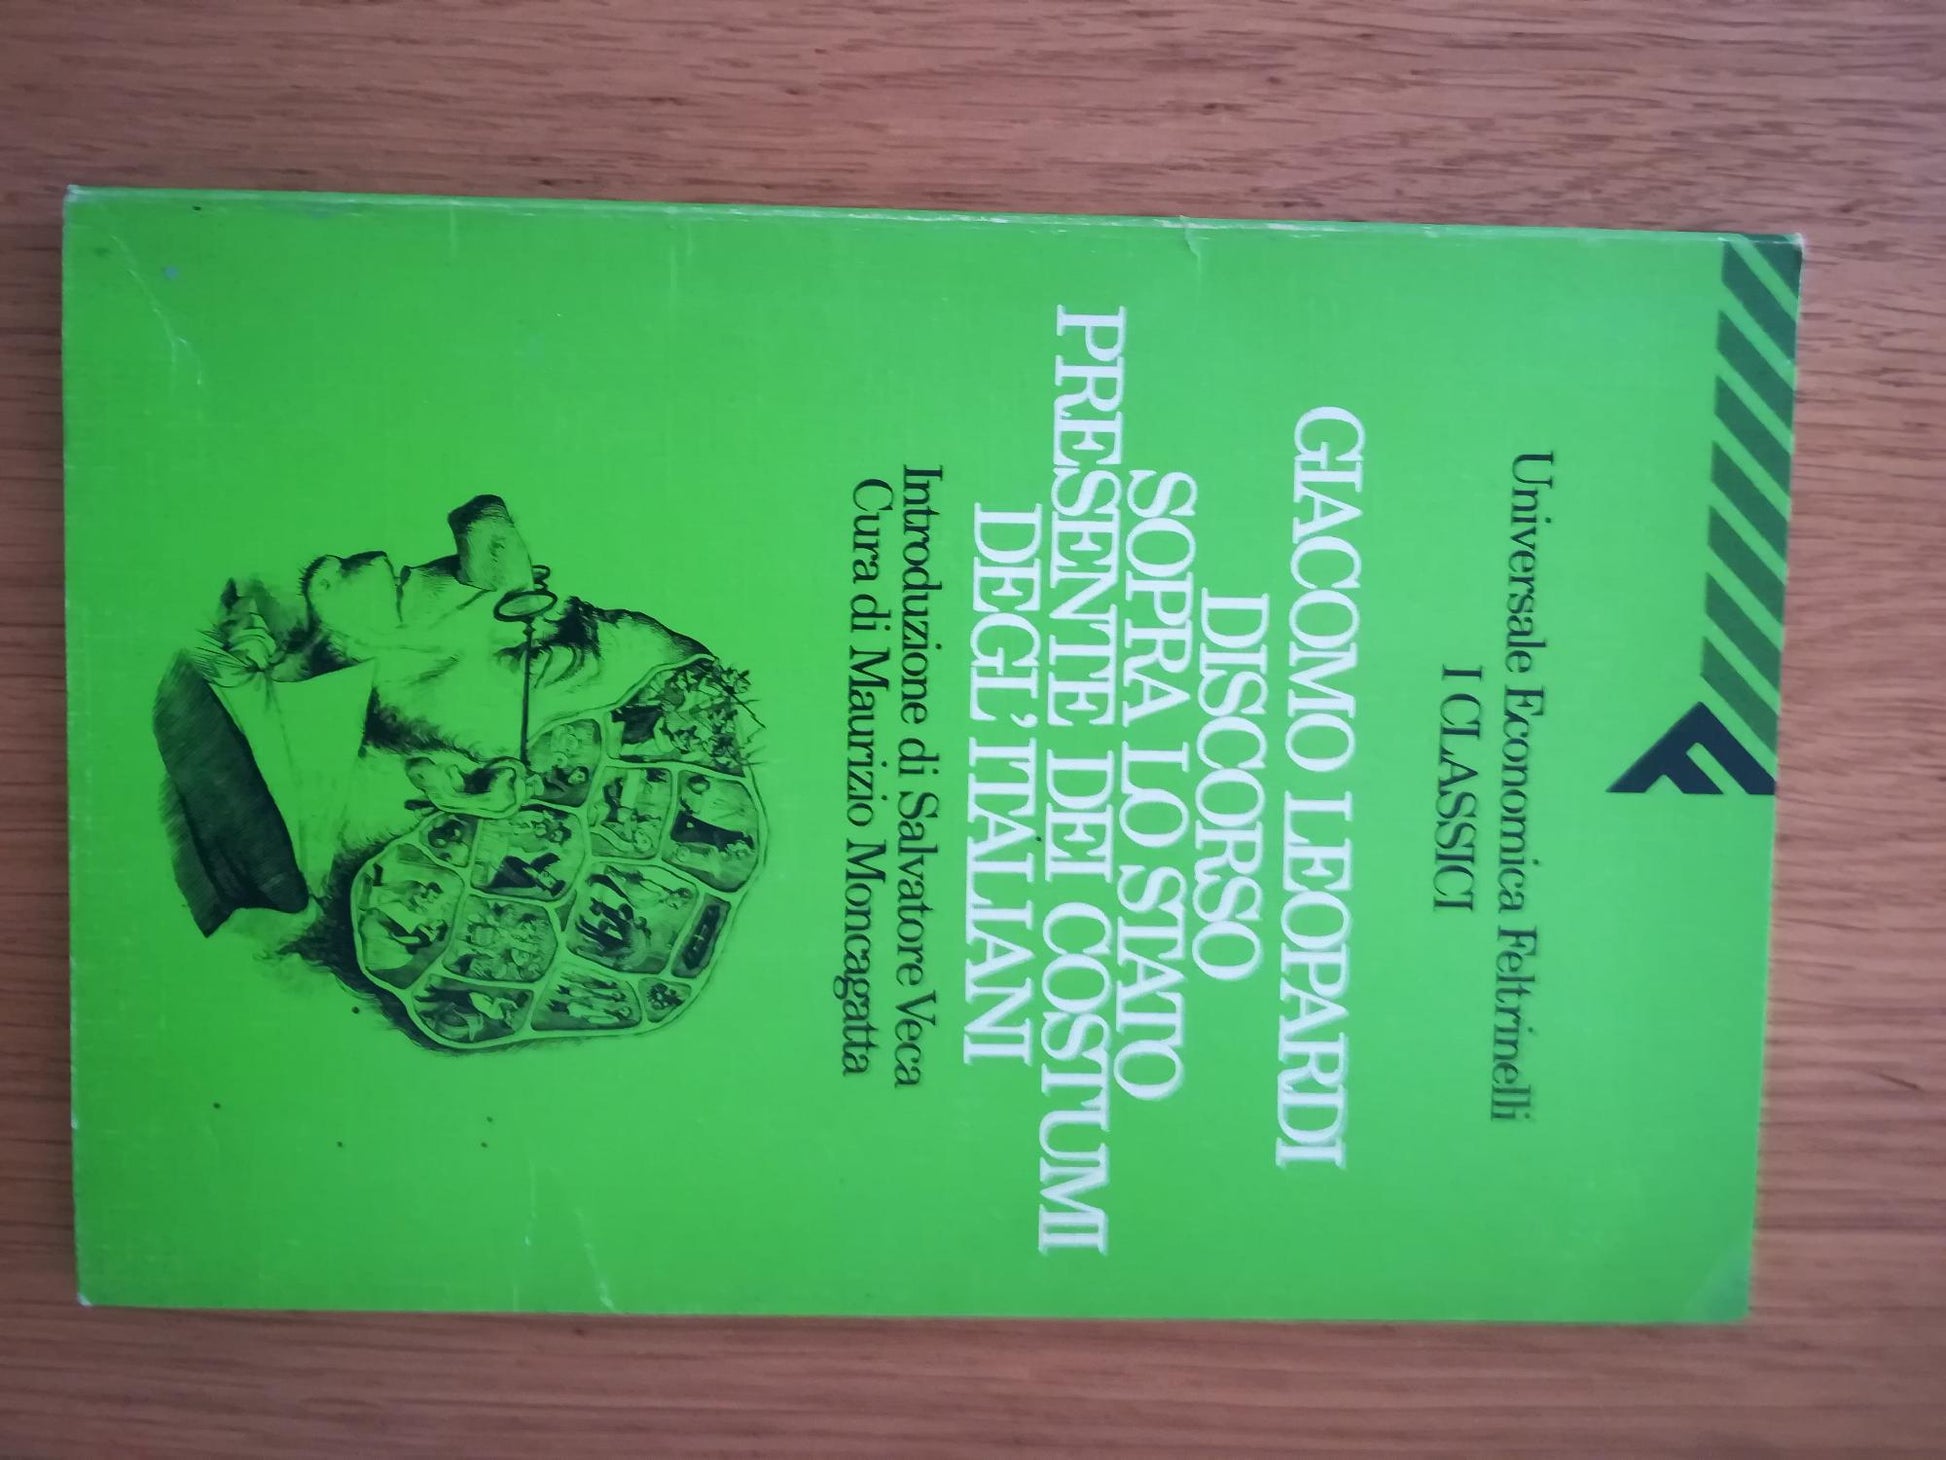 Universale Economica Feltrinelli
I CLASSICI
GIACOMO LEOPARDI
DISCORSO
SOPRA LO STATO
PRESENTE DEI COSTUMI
DEGL'ITALIANI
Introduzione di Salvatore Veca
Cura di Maurizio Moncagatta